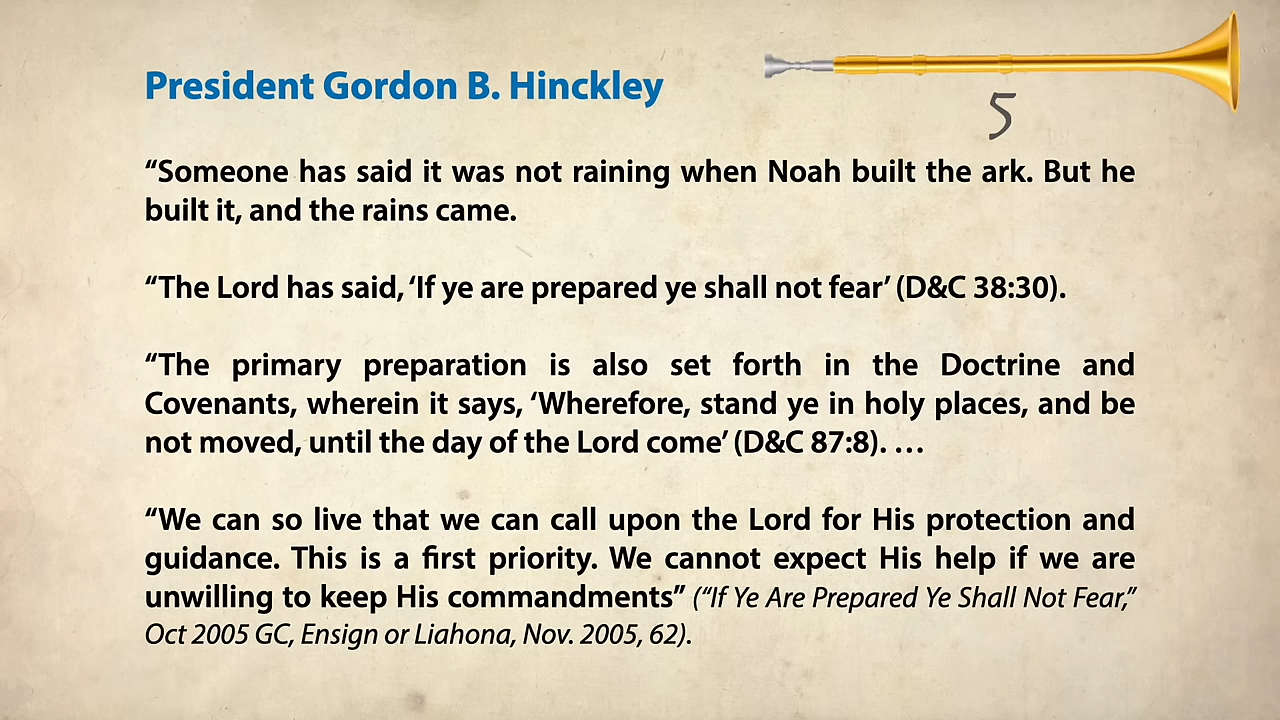 President Gordon B. Hinckley
5
“Someone has said it was not raining when Noah built the ark. But he
built it, and the rains came.
“The Lord has said, ‘If ye are prepared ye shall not fear’ (D&C 38:30).
“The primary preparation is also set forth in the Doctrine and
Covenants, wherein it says, ‘Wherefore, stand ye in holy places, and be
not moved, until the day of the Lord come’ (D&C 87:8). …
“We can so live that we can call upon the Lord for His protection and
guidance. This is a first priority. We cannot expect His help if we are
unwilling to keep His commandments” (“If Ye Are Prepared Ye Shall Not Fear,”
Oct 2005 GC, Ensign or Liahona, Nov. 2005, 62).